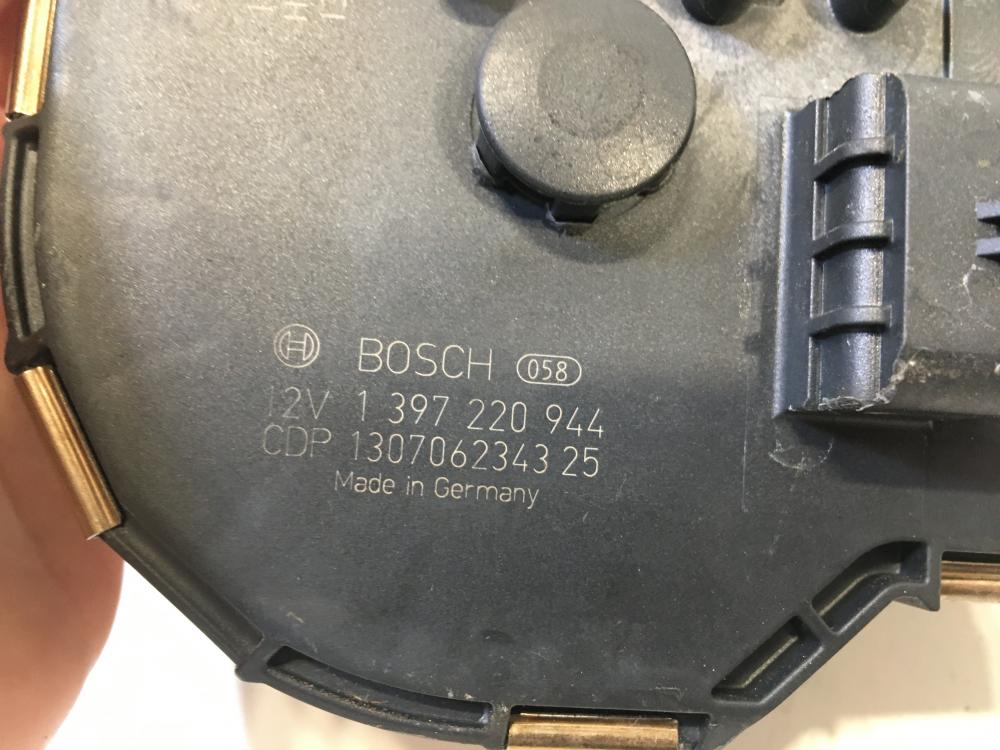 BOSCH 058
12V 1 397 220 944
CDP 1307062343 25
Made in Germany